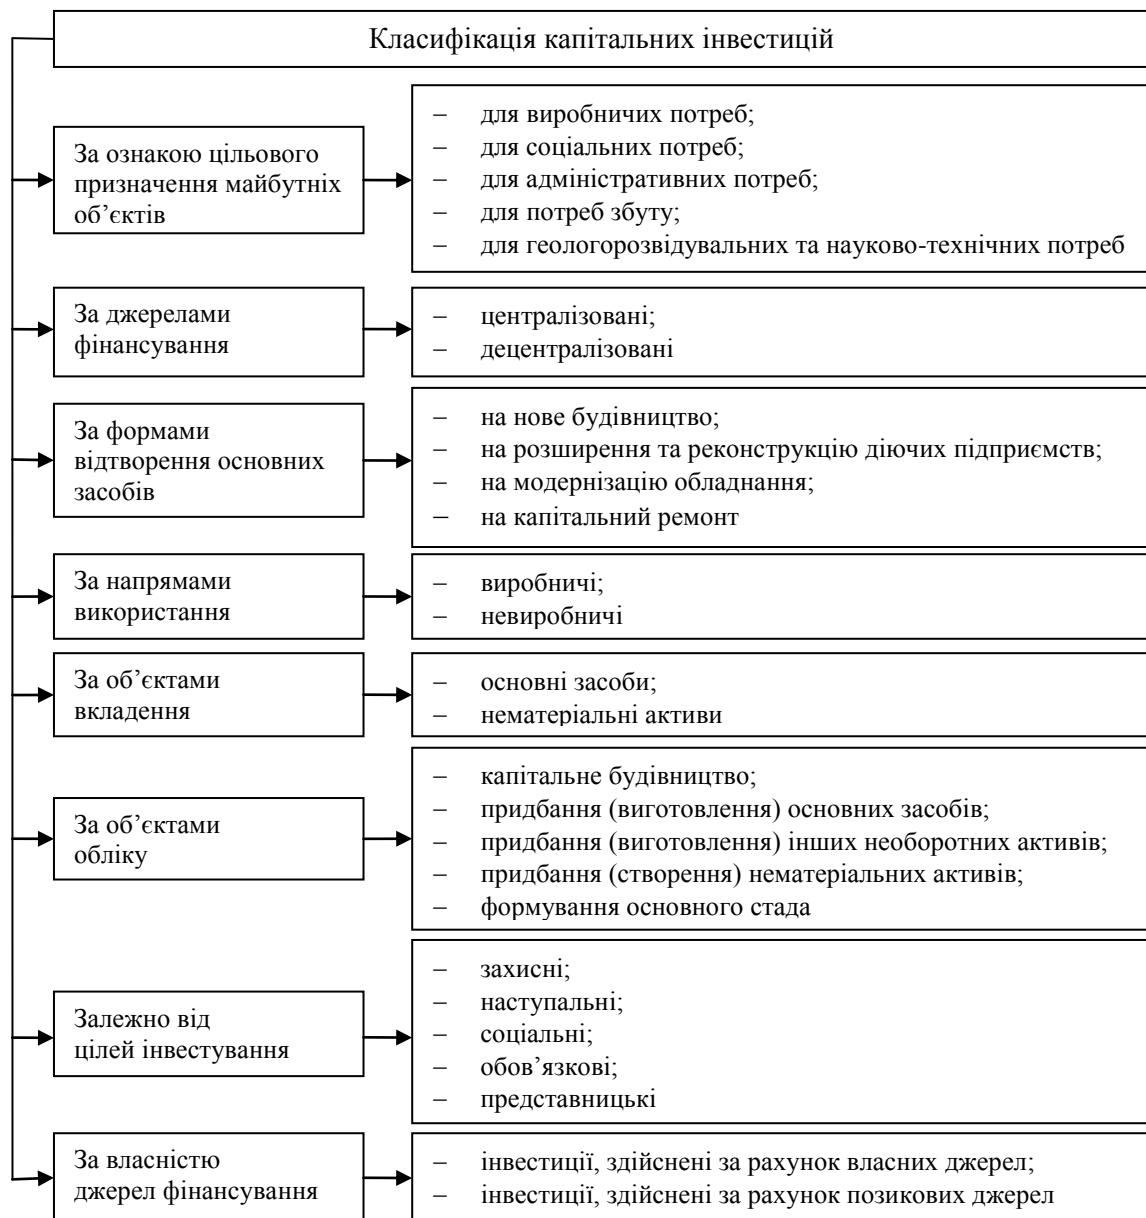 Класифікація капітальних інвестицій
За ознакою цільового
призначення майбутніх
об’єктів
– для виробничих потреб;
– для соціальних потреб;
– для адміністративних потреб;
– для потреб збуту;
– для геологорозвідувальних та науково-технічних потреб
За джерелами
фінансування
– централізовані;
– децентралізовані
За формами
відтворення основних
засобів
– на нове будівництво;
– на розширення та реконструкцію діючих підприємств;
– на модернізацію обладнання;
– на капітальний ремонт
За напрямами
використання
– виробничі;
– невиробничі
За об’єктами
вкладення
– основні засоби;
– нематеріальні активи
За об’єктами
обліку
– капітальне будівництво;
– придбання (виготовлення) основних засобів;
– придбання (виготовлення) інших необоротних активів;
– придбання (створення) нематеріальних активів;
– формування основного стада
Залежно від
цілей інвестування
– захисні;
– наступальні;
– соціальні;
– обов’язкові;
– представницькі
За власністю
джерел фінансування
– інвестиції, здійснені за рахунок власних джерел;
– інвестиції, здійснені за рахунок позикових джерел